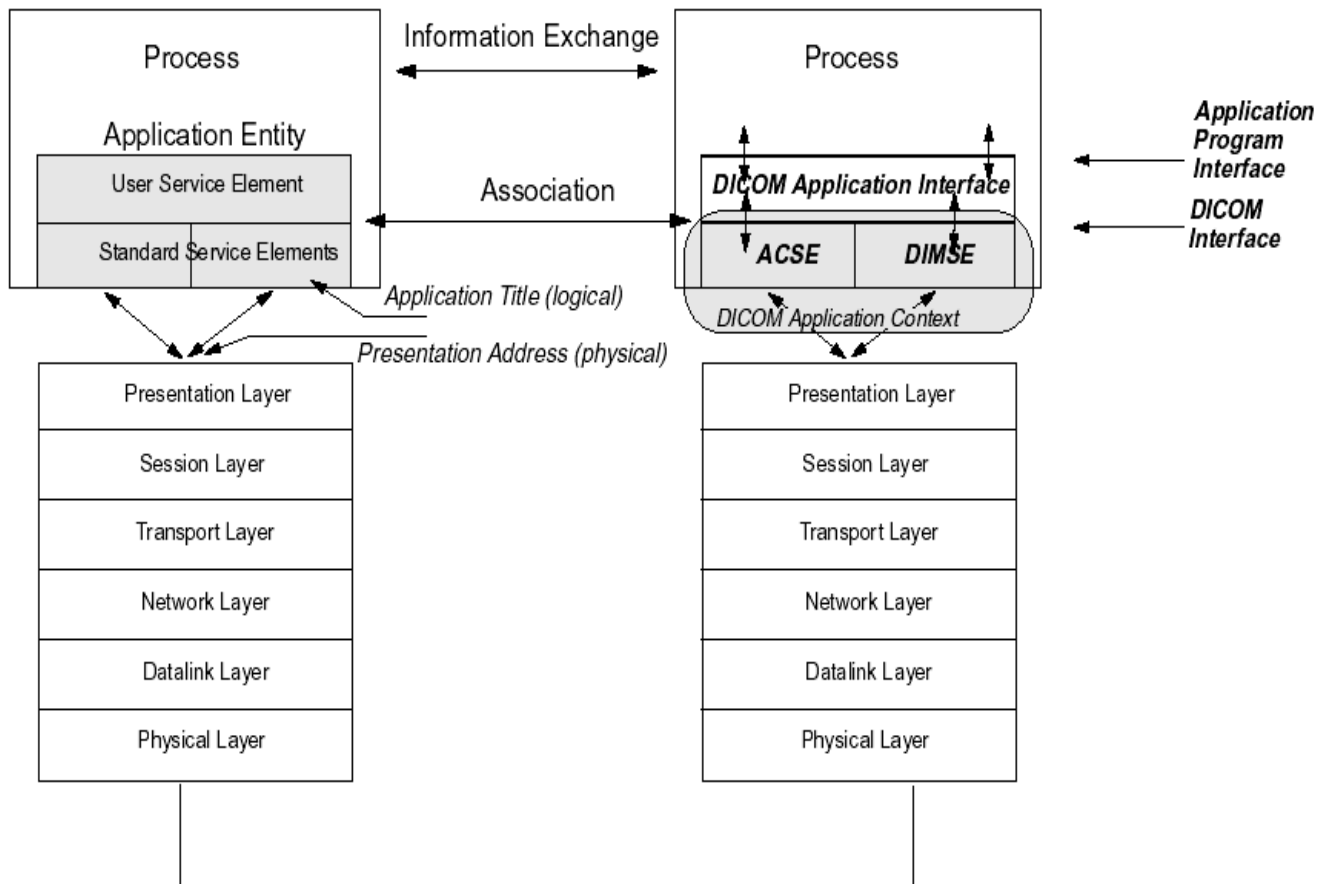 Process
Information Exchange
Process
Application Entity
User Service Element
Standard Service Elements
Association
DICOM Application Interface
ACSE
DIMSE
DICOM Application Context
Application
Program
Interface
DICOM
Interface
Application Title (logical)
Presentation Address (physical)
Presentation Layer
Session Layer
Transport Layer
Network Layer
Datalink Layer
Physical Layer
Presentation Layer
Session Layer
Transport Layer
Network Layer
Datalink Layer
Physical Layer